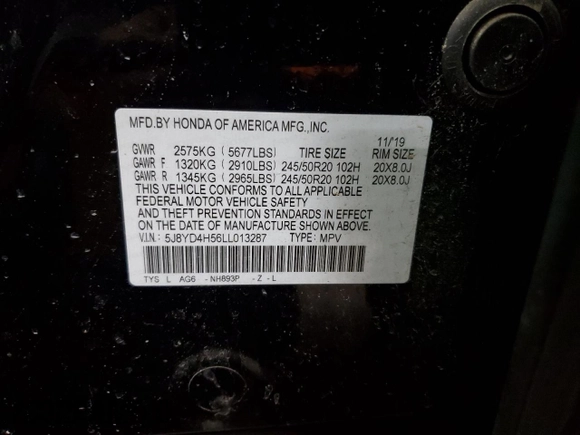 MFD.BY HONDA OF AMERICA MFG.,INC.
11/19
GVWR 2575KG (5677LBS) TIRE SIZE RIM SIZE
GAWR F 1320KG (2910LBS) 245/50R20 102H 20X8.0J
GAWR R 1345KG (2965LBS) 245/50R20 102H 20X8.0J
THIS VEHICLE CONFORMS TO ALL APPLICABLE
FEDERAL MOTOR VEHICLE SAFETY
AND THEFT PREVENTION STANDARDS IN EFFECT
ON THE DATE OF MANUFACTURE SHOWN ABOVE.
V.I.N: 5J8YD4H56LL013287 TYPE: MPV
TYS L AG6 -NH893P -Z -L